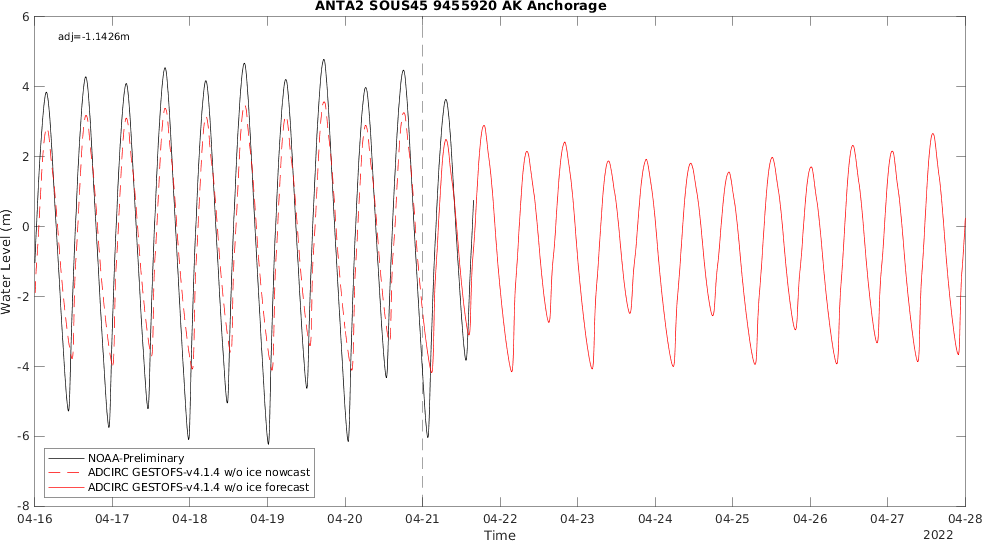 ANTA2 SOUS45 9455920 AK Anchorage
adj=-1.1426m
6
4
2
0
-2
-4
-6
-8
Water Level (m)
NOAA-Preliminary
ADCIRC GESTOFS-v4.1.4 w/o ice nowcast
ADCIRC GESTOFS-v4.1.4 w/o ice forecast
04-16 04-17 04-18 04-19 04-20 04-21 04-22 04-23 04-24 04-25 04-26 04-27 04-28
Time
2022